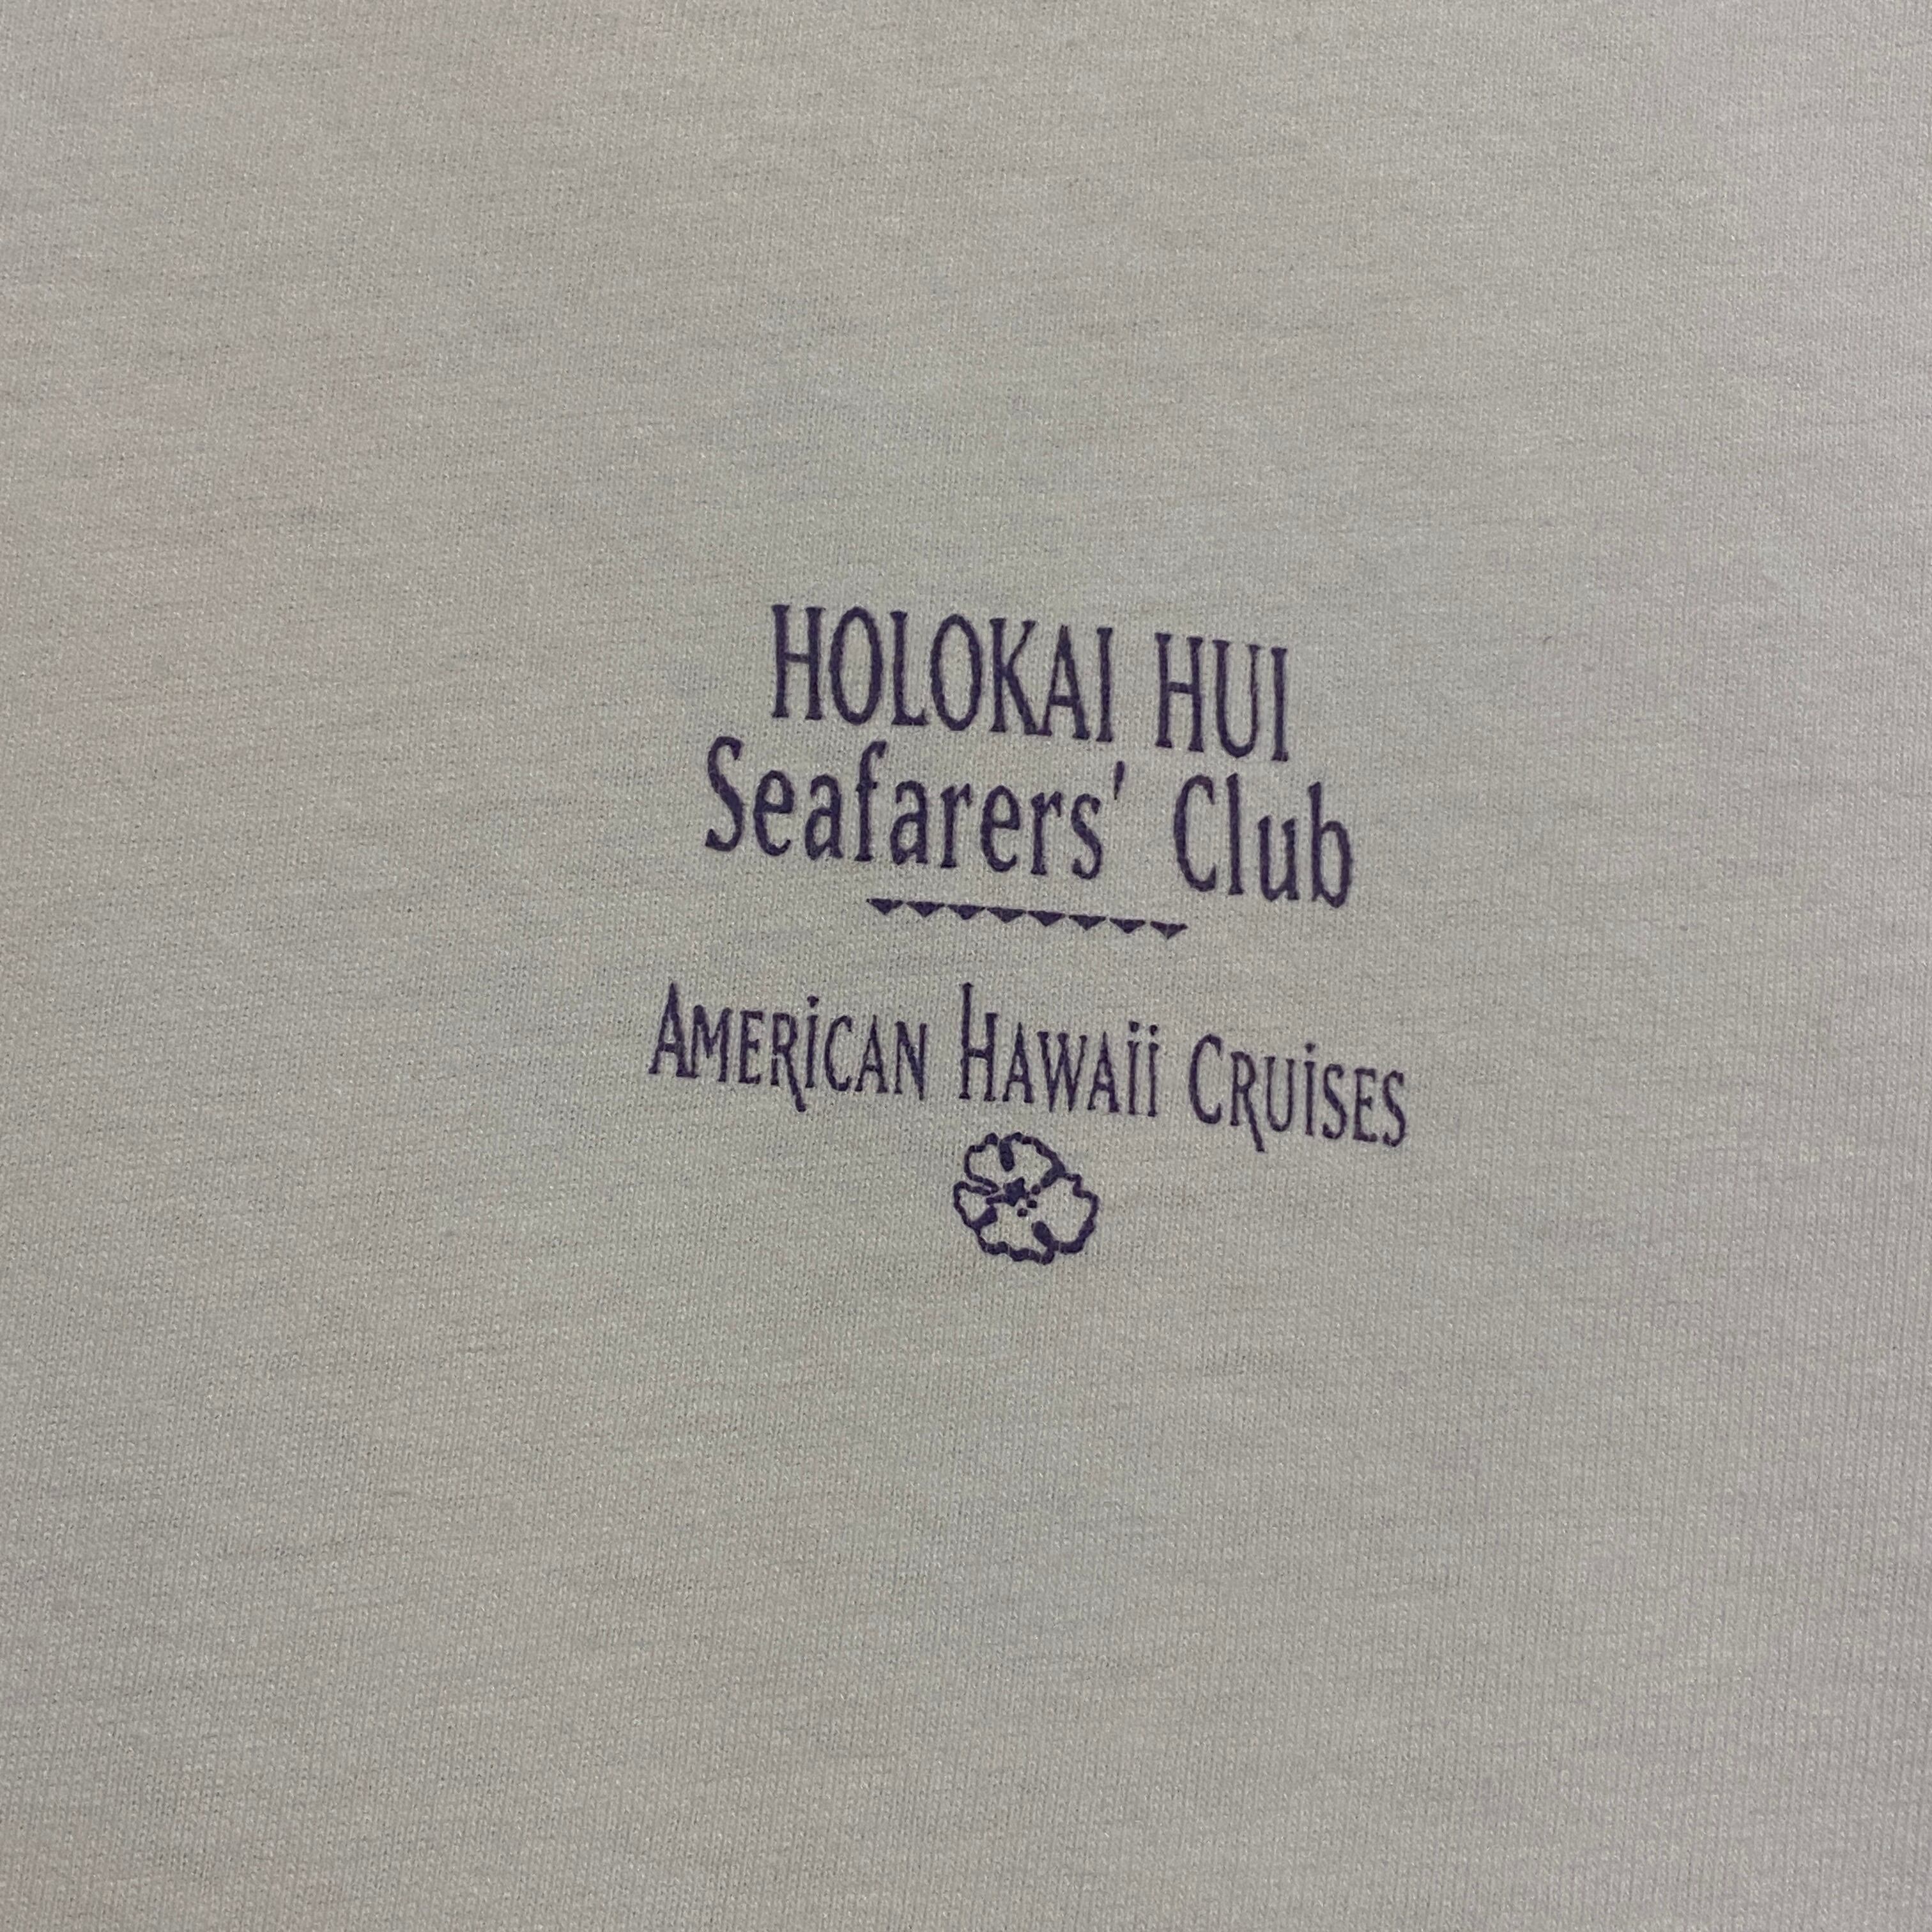 HOLOKAI HUI
Seafarers' Club
AMERiCAN HAWAii CRUiSES